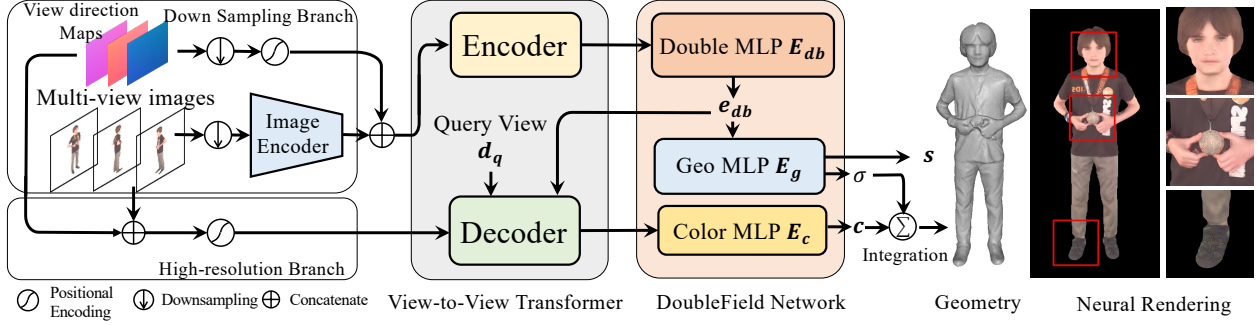 View direction
Maps
Down Sampling Branch
Multi-view images
Image
Encoder
Encoder
Query View
d_q
Decoder
Double MLP E_db
e_db
Geo MLP E_g
s
σ
Color MLP E_c
c
Σ
Integration
High-resolution Branch
Positional
Encoding
Downsampling
Concatenate
View-to-View Transformer
DoubleField Network
Geometry
Neural Rendering